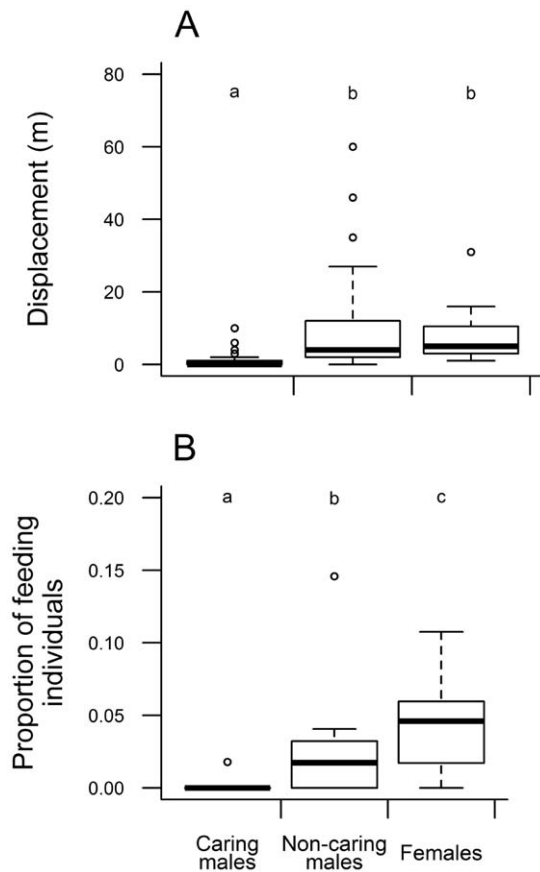 A
80
60
40
20
0
Displacement (m)
a
b
b
B
0.20
0.15
0.10
0.05
0.00
Proportion of feeding
individuals
a
b
c
Caring
males
Non-caring
males
Females